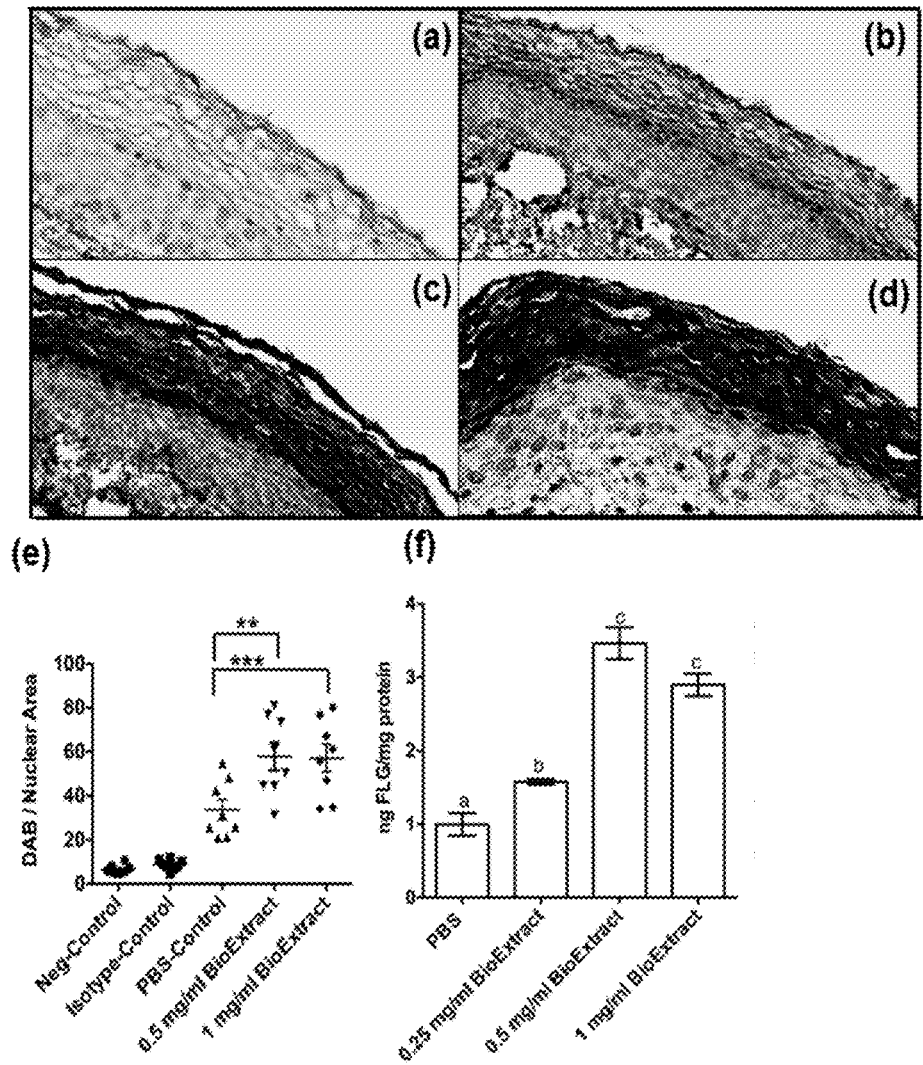 (a)
(b)
(c)
(d)
(e)
(f)
**
***
100
80
60
40
20
0
DAB / Nuclear Area
Neg-Control
Isotype-Control
PBS-Control
0.5 mg/ml BioExtract
1 mg/ml BioExtract
4
3
2
1
0
ng FLG/mg protein
a
b
c
c
PBS
0.25 mg/ml BioExtract
0.5 mg/ml BioExtract
1 mg/ml BioExtract